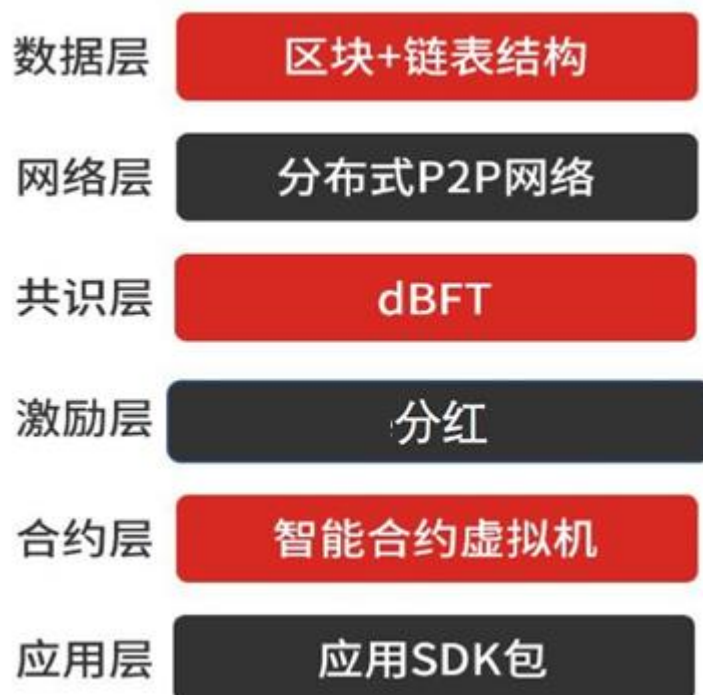 数据层 区块+链表结构
网络层 分布式P2P网络
共识层 dBFT
激励层 分红
合约层 智能合约虚拟机
应用层 应用SDK包